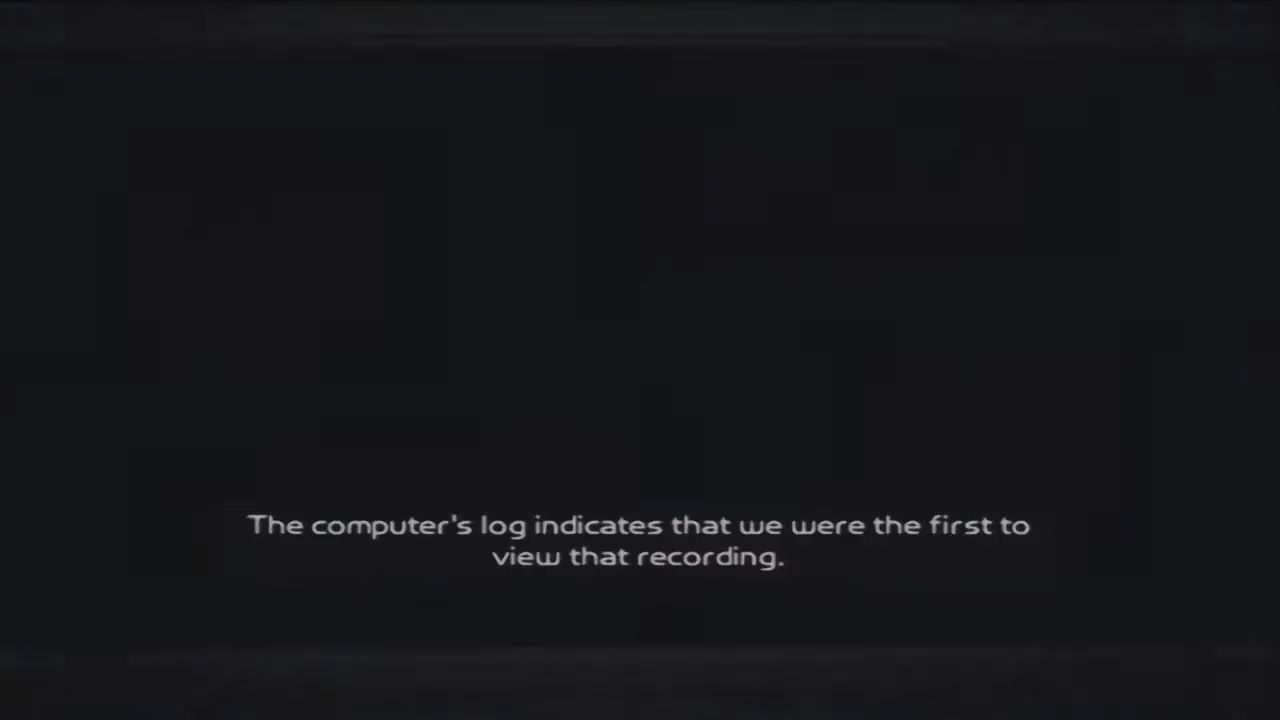 The computer's log indicates that we were the first to
view that recording.